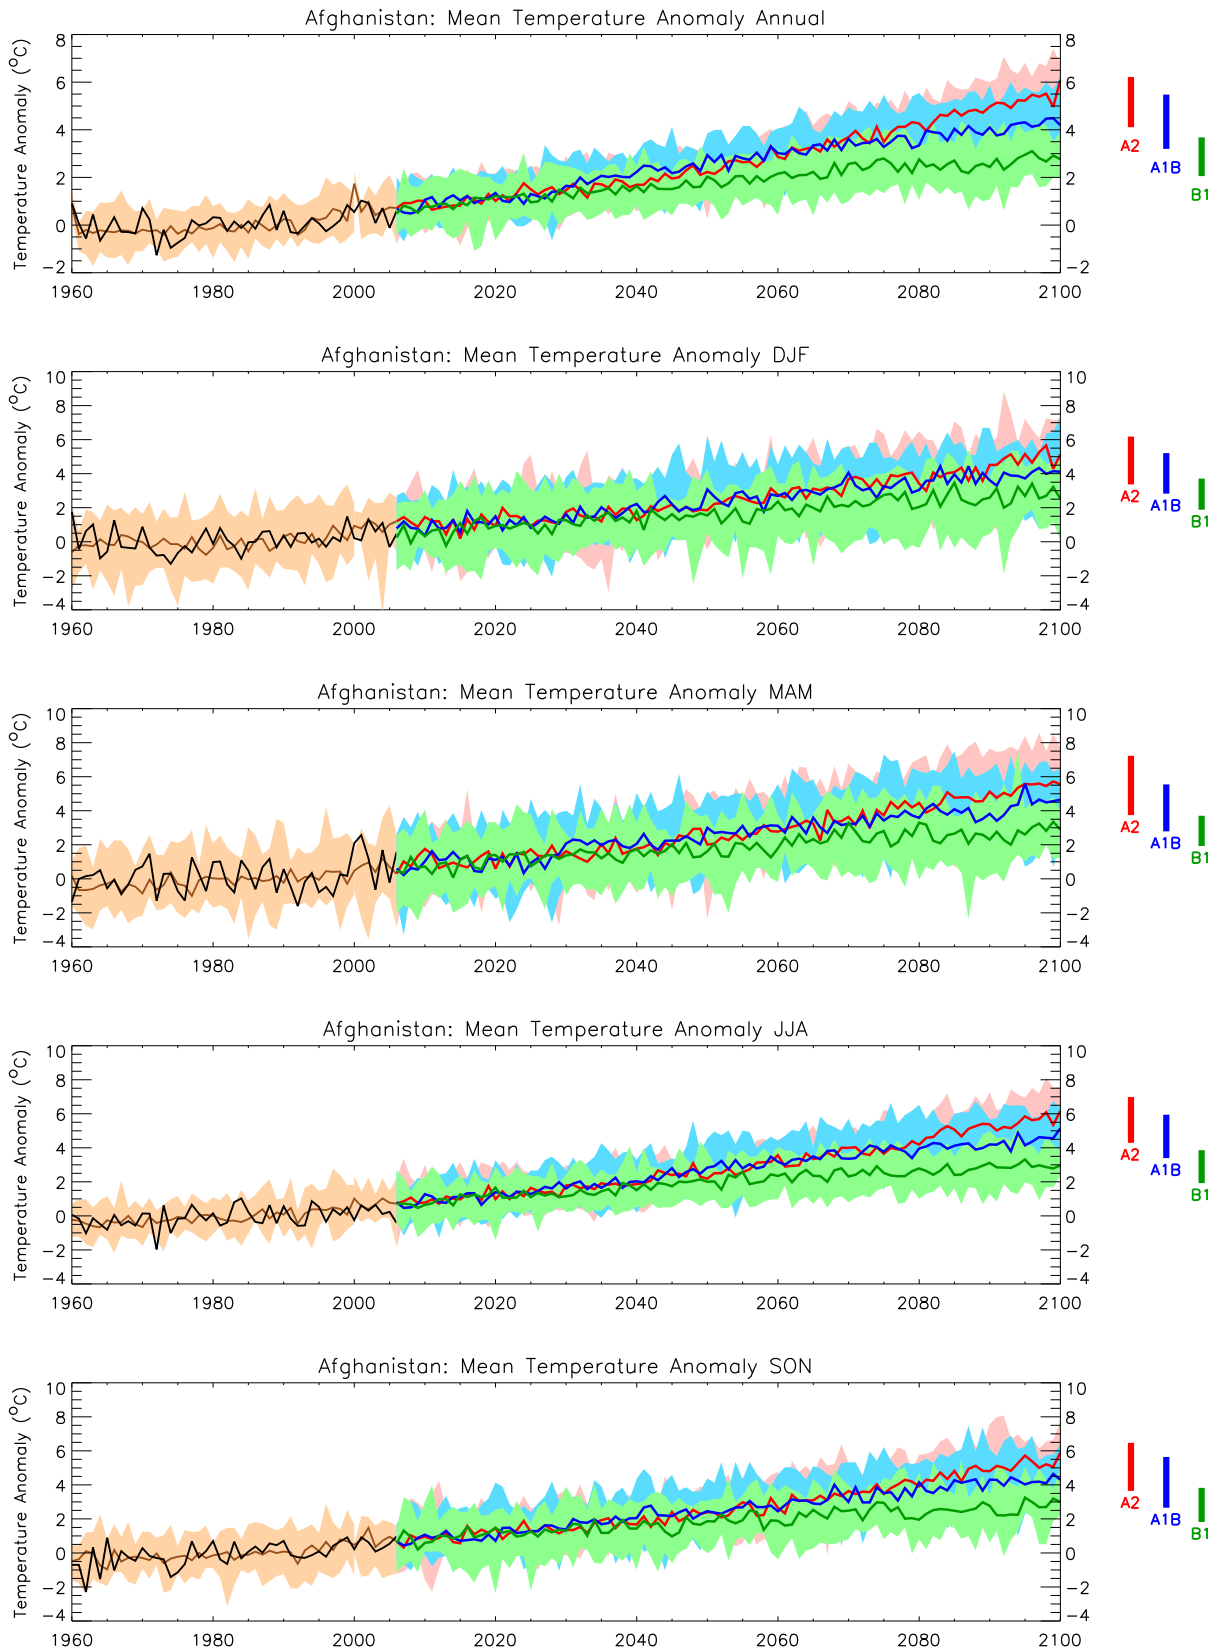 Afghanistan: Mean Temperature Anomaly Annual
Temperature Anomaly (°C)
8 8
6 6
4 4
2 2
0 0
−2 −2
1960 1980 2000 2020 2040 2060 2080 2100
A2
A1B
B1
Afghanistan: Mean Temperature Anomaly DJF
Temperature Anomaly (°C)
10 10
8 8
6 6
4 4
2 2
0 0
−2 −2
−4 −4
1960 1980 2000 2020 2040 2060 2080 2100
A2
A1B
B1
Afghanistan: Mean Temperature Anomaly MAM
Temperature Anomaly (°C)
10 10
8 8
6 6
4 4
2 2
0 0
−2 −2
−4 −4
1960 1980 2000 2020 2040 2060 2080 2100
A2
A1B
B1
Afghanistan: Mean Temperature Anomaly JJA
Temperature Anomaly (°C)
10 10
8 8
6 6
4 4
2 2
0 0
−2 −2
−4 −4
1960 1980 2000 2020 2040 2060 2080 2100
A2
A1B
B1
Afghanistan: Mean Temperature Anomaly SON
Temperature Anomaly (°C)
10 10
8 8
6 6
4 4
2 2
0 0
−2 −2
−4 −4
1960 1980 2000 2020 2040 2060 2080 2100
A2
A1B
B1